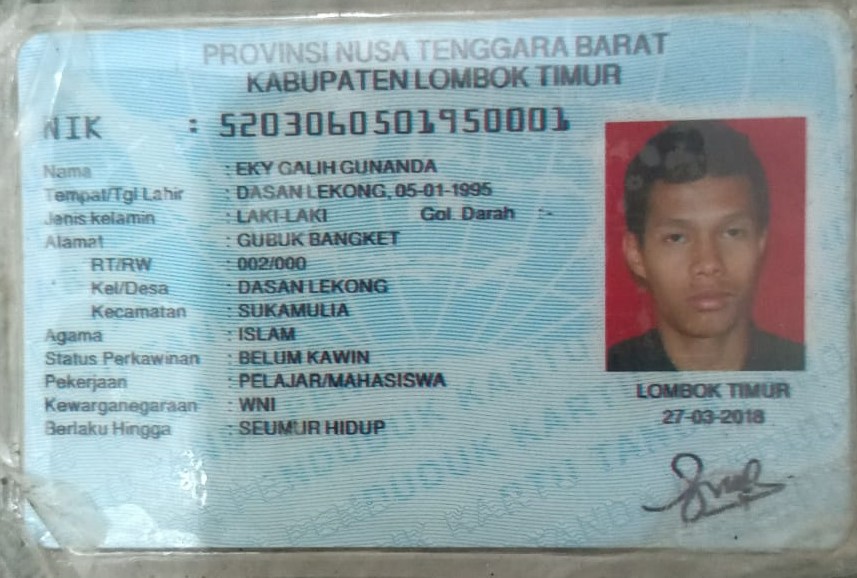 PROVINSI NUSA TENGGARA BARAT
KABUPATEN LOMBOK TIMUR
NIK : 5203060501950001
Nama : EKY GALIH GUNANDA
Tempat/Tgl Lahir : DASAN LEKONG, 05-01-1995
Jenis kelamin : LAKI-LAKI Gol. Darah : -
Alamat : GUBUK BANGKET
RT/RW : 002/000
Kel/Desa : DASAN LEKONG
Kecamatan : SUKAMULIA
Agama : ISLAM
Status Perkawinan : BELUM KAWIN
Pekerjaan : PELAJAR/MAHASISWA
Kewarganegaraan : WNI
Berlaku Hingga : SEUMUR HIDUP
LOMBOK TIMUR
27-03-2018